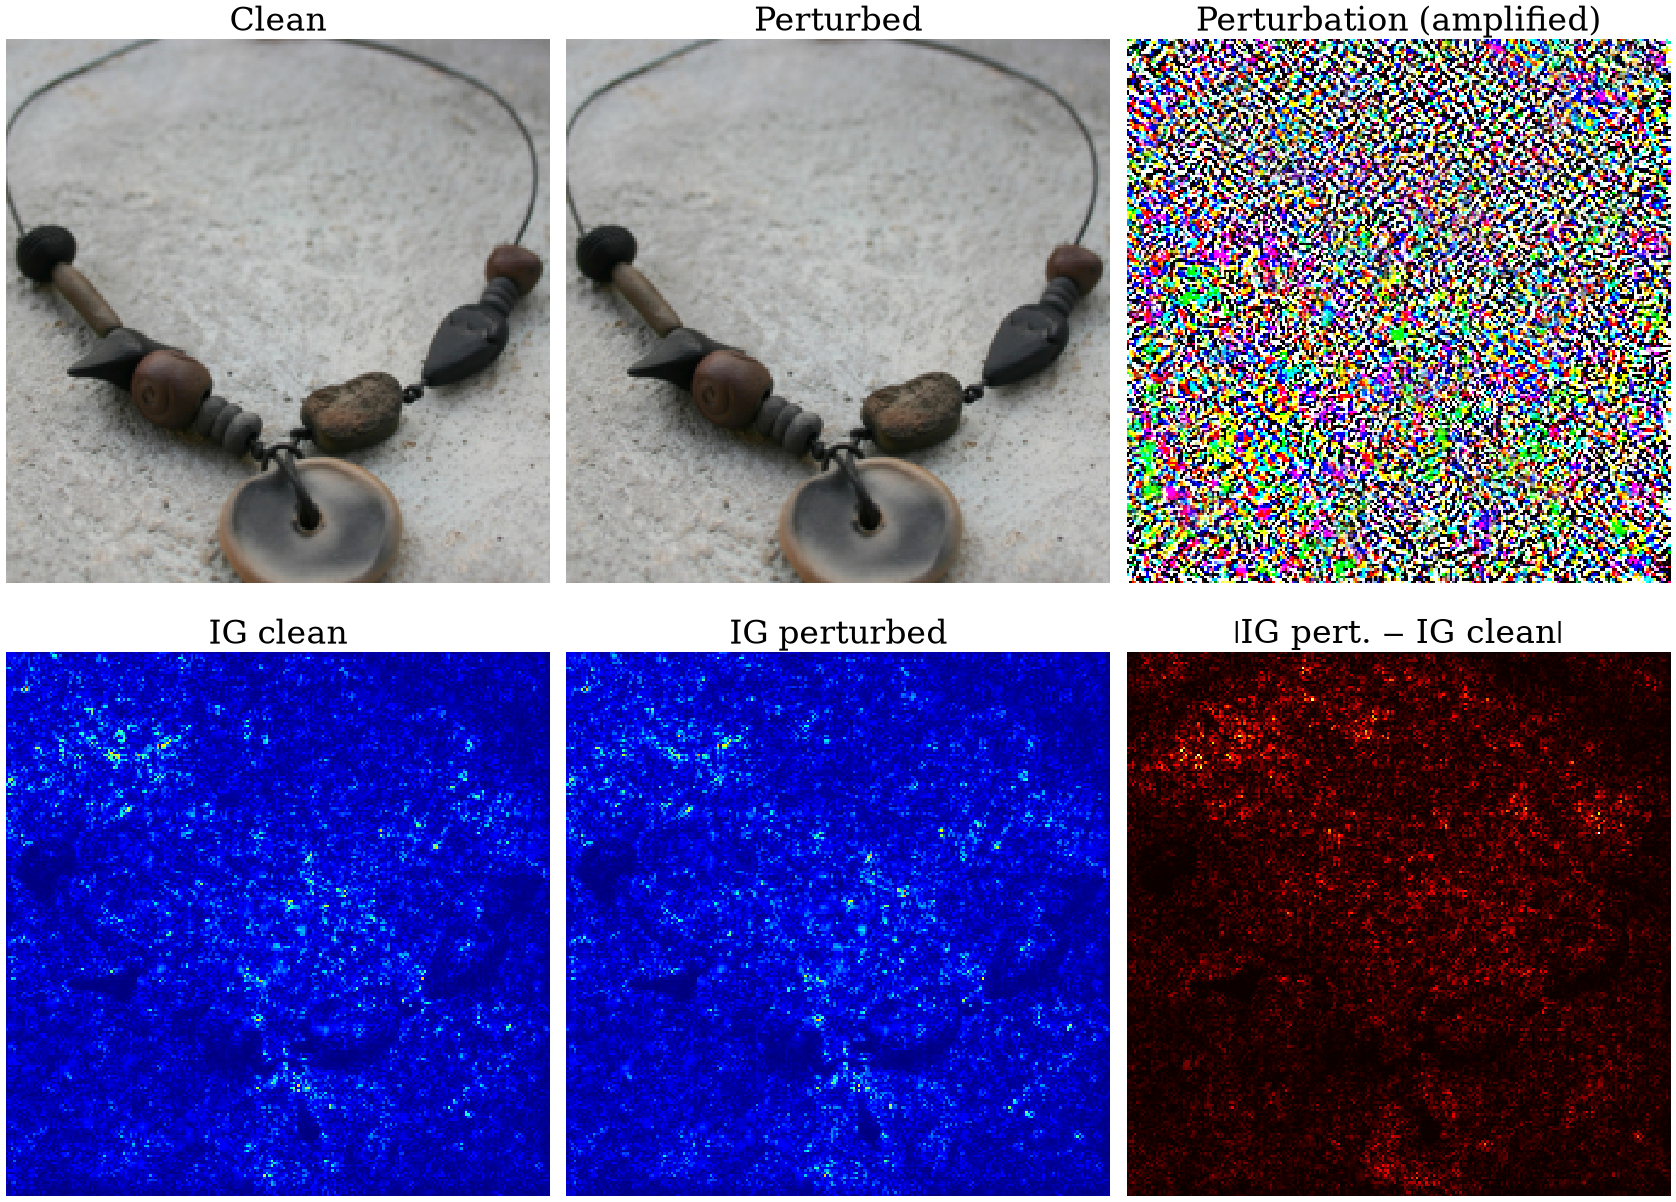 Clean
Perturbed
Perturbation (amplified)
IG clean
IG perturbed
|IG pert. − IG clean|